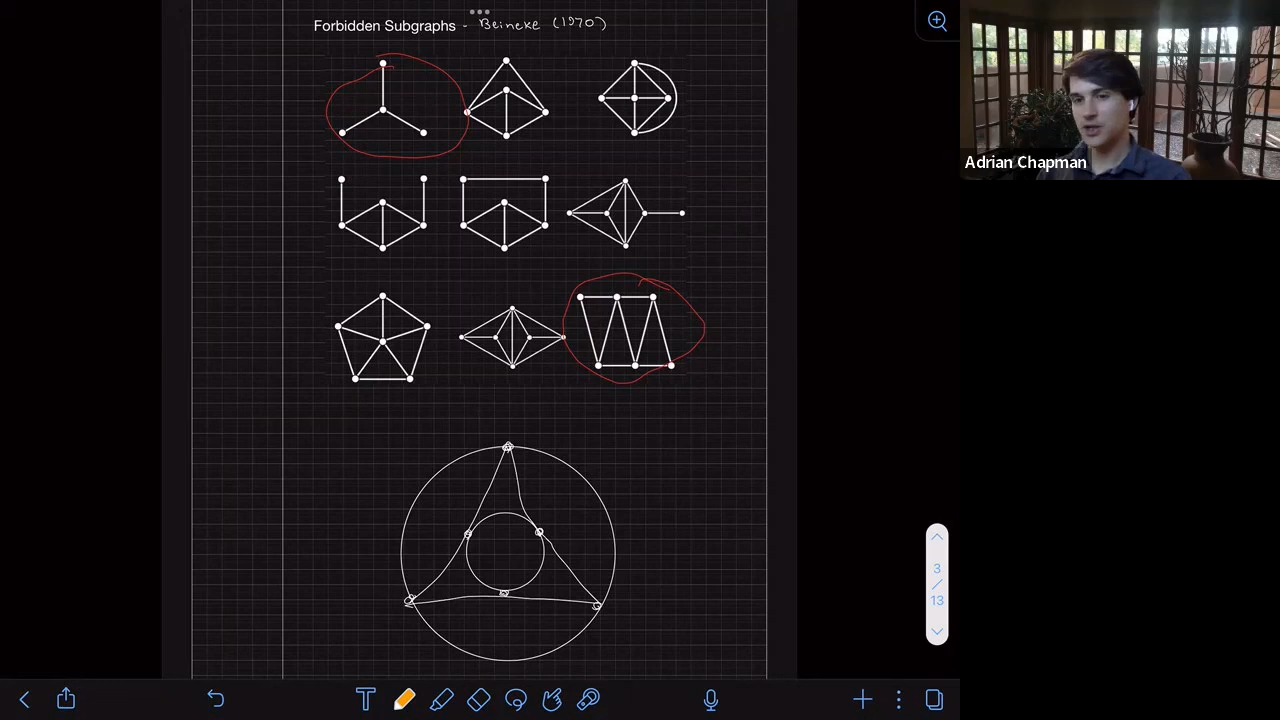 Forbidden Subgraphs - Beineke (1970)
Adrian Chapman
3
/
13
T